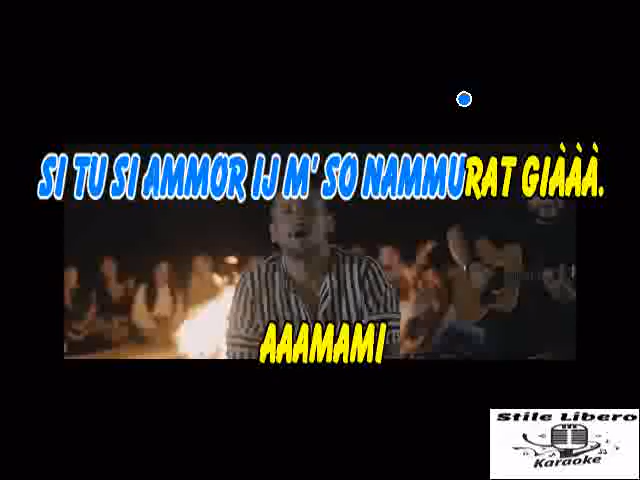 SI TU SI AMMOR IJ M' SO NAMMURAT GIÀÀÀ.
AAAMAMI
Stile Libero
Karaoke